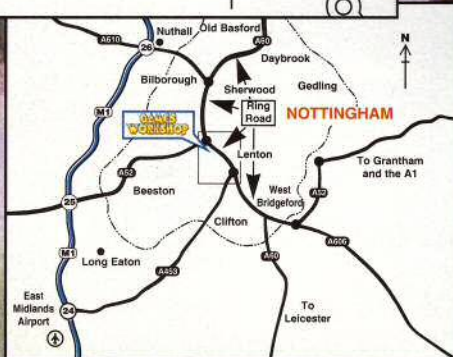 Old Basford
Nuthall
A610
A60
N
26
Daybrook
Bilborough
Sherwood
Gedling
M1
Ring
Road
NOTTINGHAM
GAMES
WORKSHOP
Lenton
To Grantham
and the A1
A52
Beeston
West
Bridgeford
A52
25
Clifton
M1
A606
A60
Long Eaton
A453
East
Midlands
Airport
24
To
Leicester